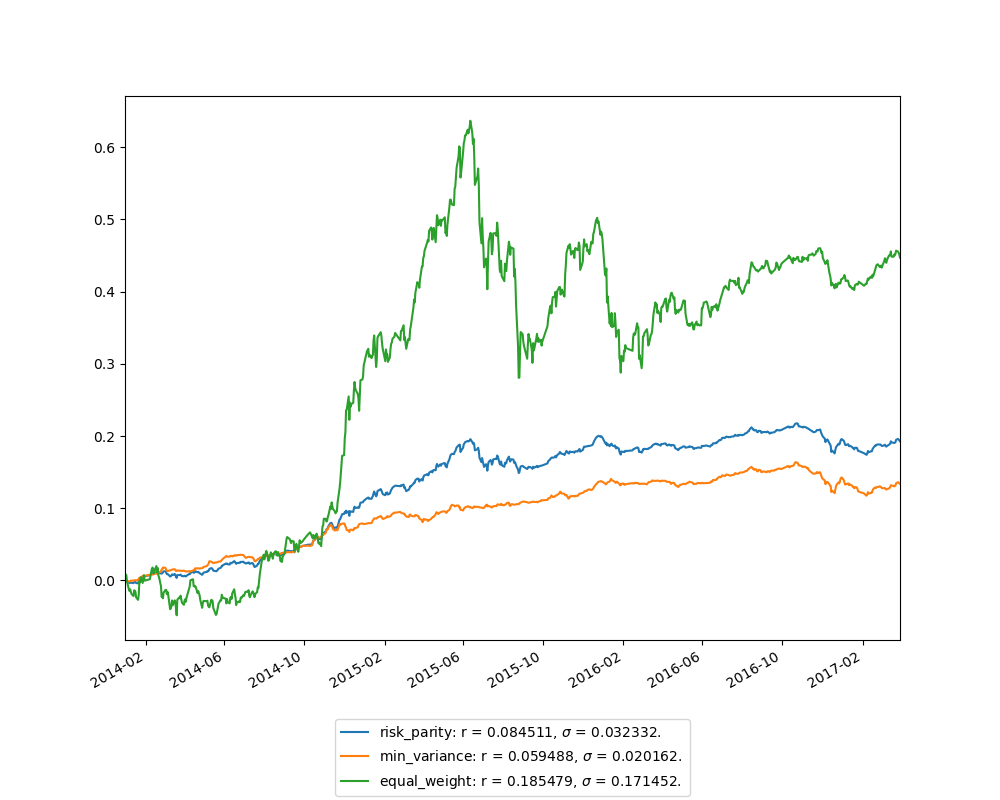 0.6
0.5
0.4
0.3
0.2
0.1
0.0
2014-02 2014-06 2014-10 2015-02 2015-06 2015-10 2016-02 2016-06 2016-10 2017-02
risk_parity: r = 0.084511, σ = 0.032332.
min_variance: r = 0.059488, σ = 0.020162.
equal_weight: r = 0.185479, σ = 0.171452.